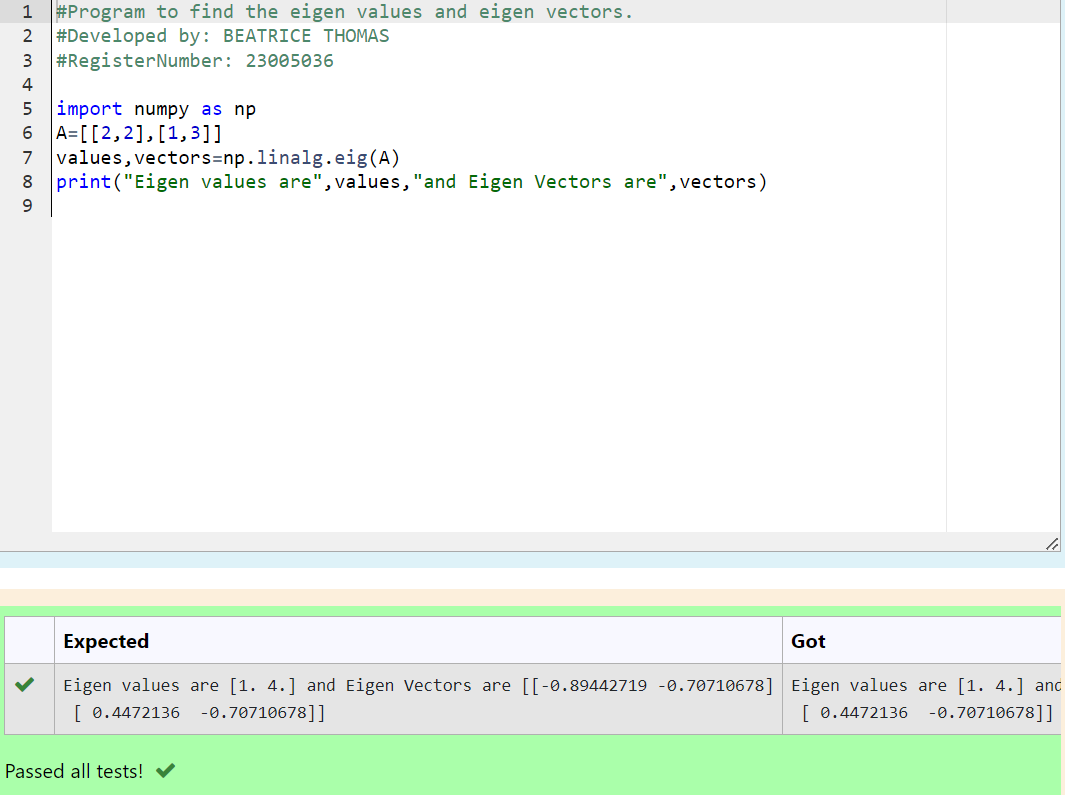 1 #Program to find the eigen values and eigen vectors.
2 #Developed by: BEATRICE THOMAS
3 #RegisterNumber: 23005036
4
5 import numpy as np
6 A=[[2,2],[1,3]]
7 values,vectors=np.linalg.eig(A)
8 print("Eigen values are",values,"and Eigen Vectors are",vectors)
9
Expected Got
Eigen values are [1. 4.] and Eigen Vectors are [[-0.89442719 -0.70710678] Eigen values are [1. 4.] and
[ 0.4472136  -0.70710678]] [ 0.4472136  -0.70710678]]
Passed all tests!